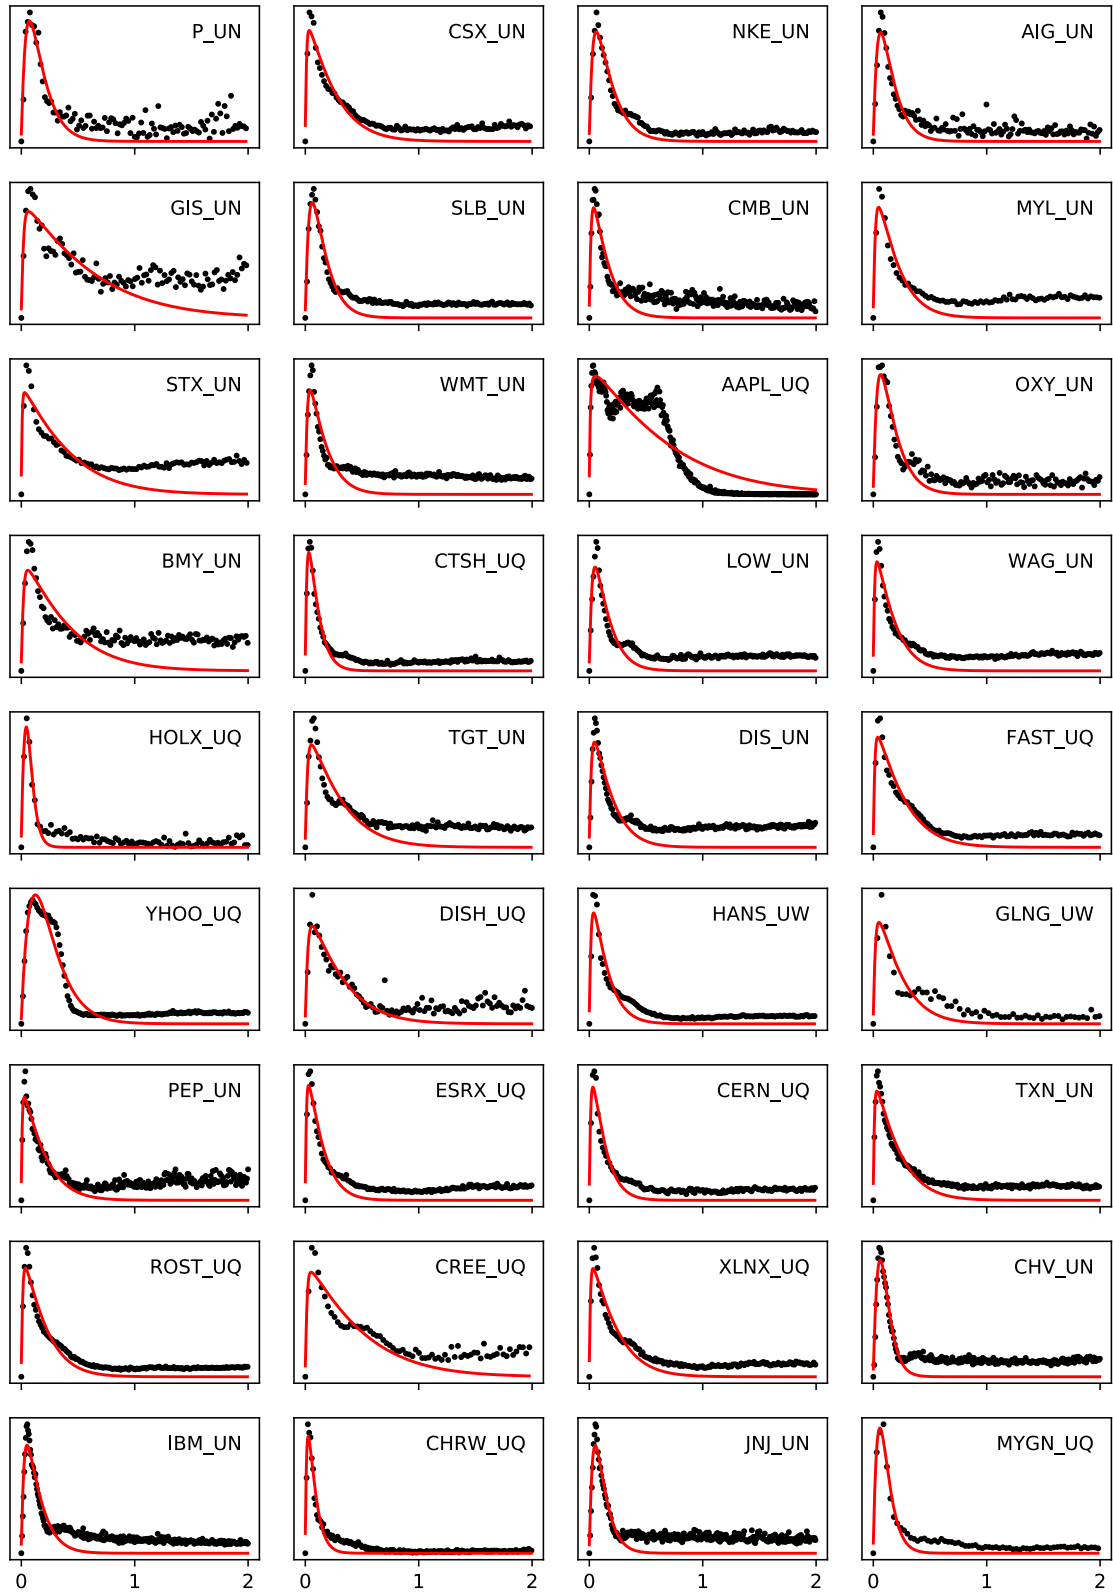 P_UN CSX_UN NKE_UN AIG_UN
GIS_UN SLB_UN CMB_UN MYL_UN
STX_UN WMT_UN AAPL_UQ OXY_UN
BMY_UN CTSH_UQ LOW_UN WAG_UN
HOLX_UQ TGT_UN DIS_UN FAST_UQ
YHOO_UQ DISH_UQ HANS_UW GLNG_UW
PEP_UN ESRX_UQ CERN_UQ TXN_UN
ROST_UQ CREE_UQ XLNX_UQ CHV_UN
IBM_UN CHRW_UQ JNJ_UN MYGN_UQ
0 1 2 0 1 2 0 1 2 0 1 2